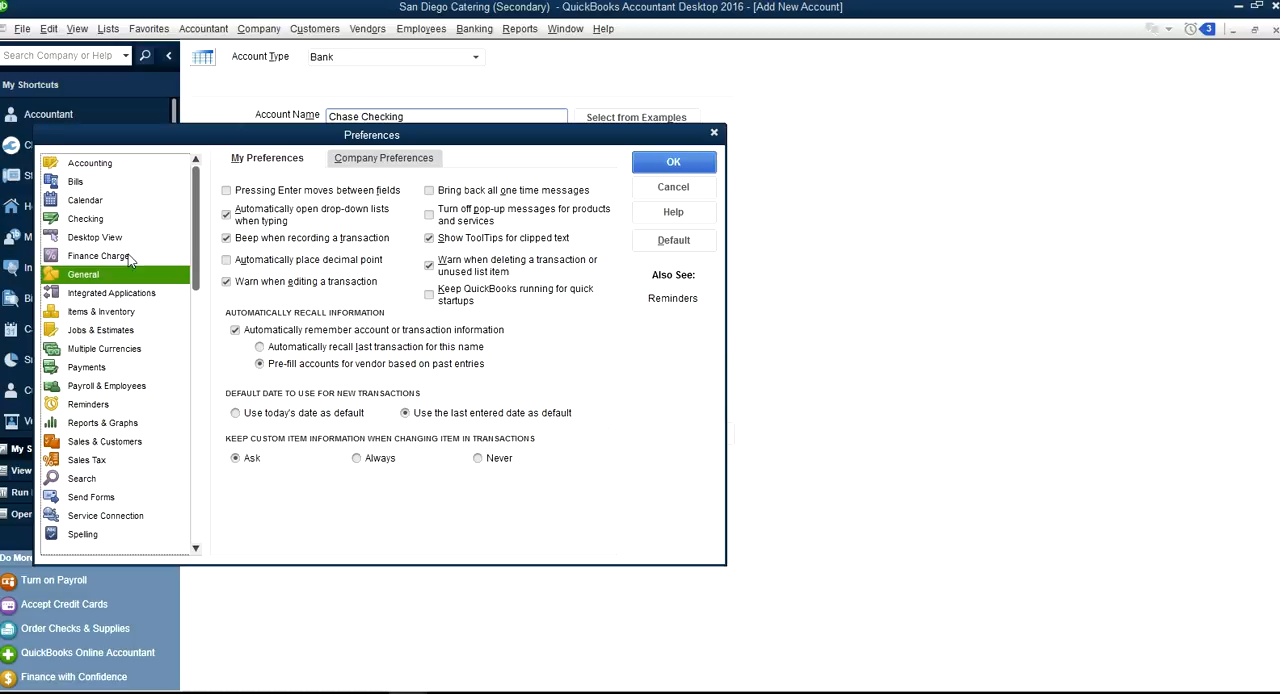 San Diego Catering (Secondary) - QuickBooks Accountant Desktop 2016 - [Add New Account]
File Edit View Lists Favorites Accountant Company Customers Vendors Employees Banking Reports Window Help
3
Search Company or Help
Account Type Bank
My Shortcuts
Accountant
Account Name Chase Checking Select from Examples
Preferences
Accounting
Bills
Calendar
Checking
Desktop View
Finance Charge
General
Integrated Applications
Items & Inventory
Jobs & Estimates
Multiple Currencies
Payments
Payroll & Employees
Reminders
Reports & Graphs
Sales & Customers
Sales Tax
Search
Send Forms
Service Connection
Spelling
My Preferences Company Preferences
Pressing Enter moves between fields
Automatically open drop-down lists
when typing
Beep when recording a transaction
Automatically place decimal point
Warn when editing a transaction
Bring back all one time messages
Turn off pop-up messages for products
and services
Show ToolTips for clipped text
Warn when deleting a transaction or
unused list item
Keep QuickBooks running for quick
startups
AUTOMATICALLY RECALL INFORMATION
Automatically remember account or transaction information
Automatically recall last transaction for this name
Pre-fill accounts for vendor based on past entries
DEFAULT DATE TO USE FOR NEW TRANSACTIONS
Use today's date as default Use the last entered date as default
KEEP CUSTOM ITEM INFORMATION WHEN CHANGING ITEM IN TRANSACTIONS
Ask Always Never
OK
Cancel
Help
Default
Also See:
Reminders
C
St
H
M
In
Bi
C
C
V
My S
View
Run
Oper
Do More
Turn on Payroll
Accept Credit Cards
Order Checks & Supplies
QuickBooks Online Accountant
Finance with Confidence